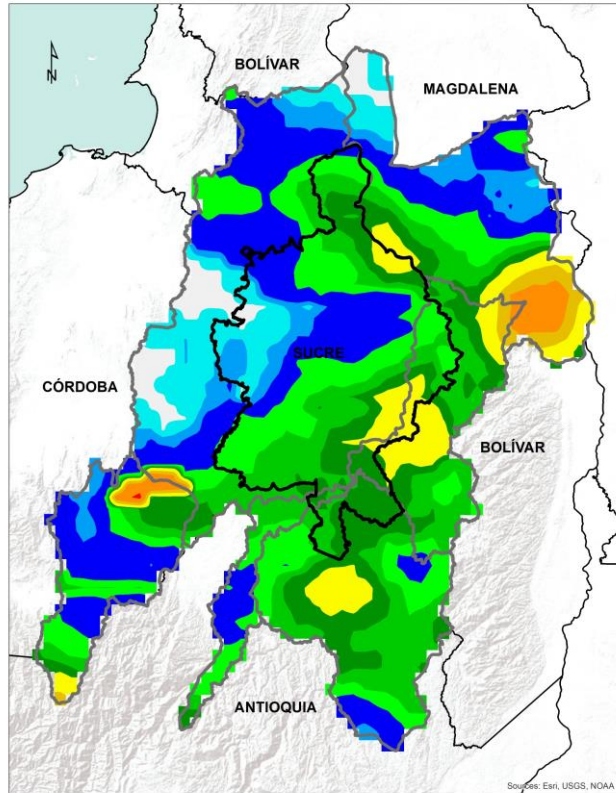 N
BOLÍVAR
MAGDALENA
SUCRE
CÓRDOBA
BOLÍVAR
ANTIOQUIA
Sources: Esri, USGS, NOAA